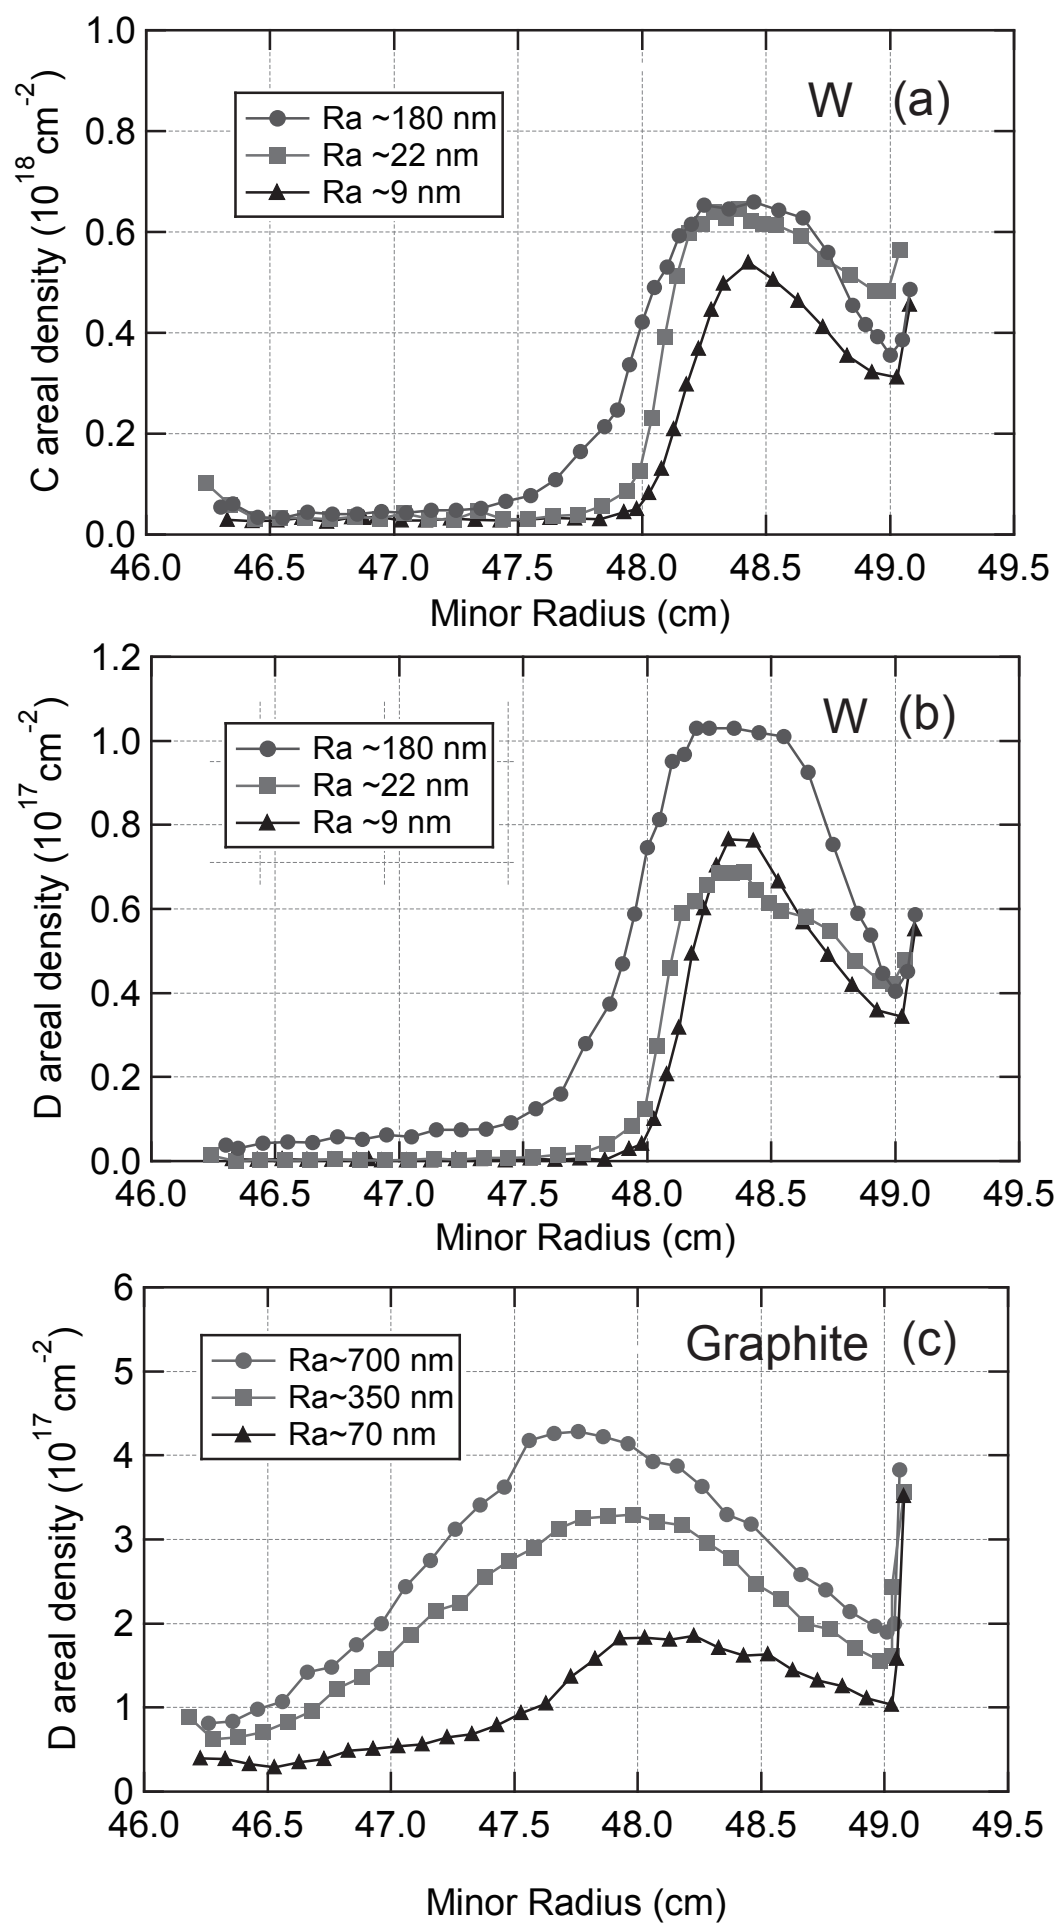 1.0
0.8
0.6
0.4
0.2
0.0
C areal density (10^18 cm^-2)
Ra ~180 nm
Ra ~22 nm
Ra ~9 nm
W (a)
46.0 46.5 47.0 47.5 48.0 48.5 49.0 49.5
Minor Radius (cm)
1.2
1.0
0.8
0.6
0.4
0.2
0.0
D areal density (10^17 cm^-2)
Ra ~180 nm
Ra ~22 nm
Ra ~9 nm
W (b)
46.0 46.5 47.0 47.5 48.0 48.5 49.0 49.5
Minor Radius (cm)
6
5
4
3
2
1
0
D areal density (10^17 cm^-2)
Ra~700 nm
Ra~350 nm
Ra~70 nm
Graphite (c)
46.0 46.5 47.0 47.5 48.0 48.5 49.0 49.5
Minor Radius (cm)